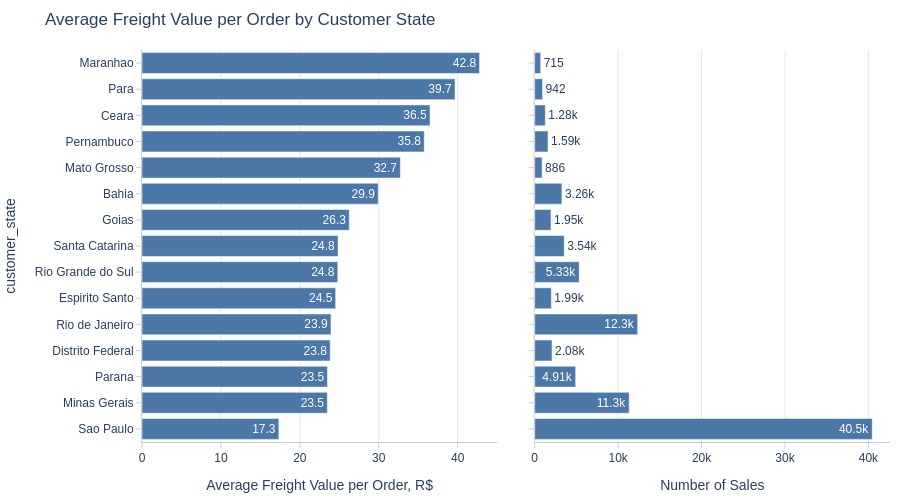 Average Freight Value per Order by Customer State
customer_state
Maranhao 42.8 715
Para 39.7 942
Ceara 36.5 1.28k
Pernambuco 35.8 1.59k
Mato Grosso 32.7 886
Bahia 29.9 3.26k
Goias 26.3 1.95k
Santa Catarina 24.8 3.54k
Rio Grande do Sul 24.8 5.33k
Espirito Santo 24.5 1.99k
Rio de Janeiro 23.9 12.3k
Distrito Federal 23.8 2.08k
Parana 23.5 4.91k
Minas Gerais 23.5 11.3k
Sao Paulo 17.3 40.5k
0 10 20 30 40 0 10k 20k 30k 40k
Average Freight Value per Order, R$ Number of Sales